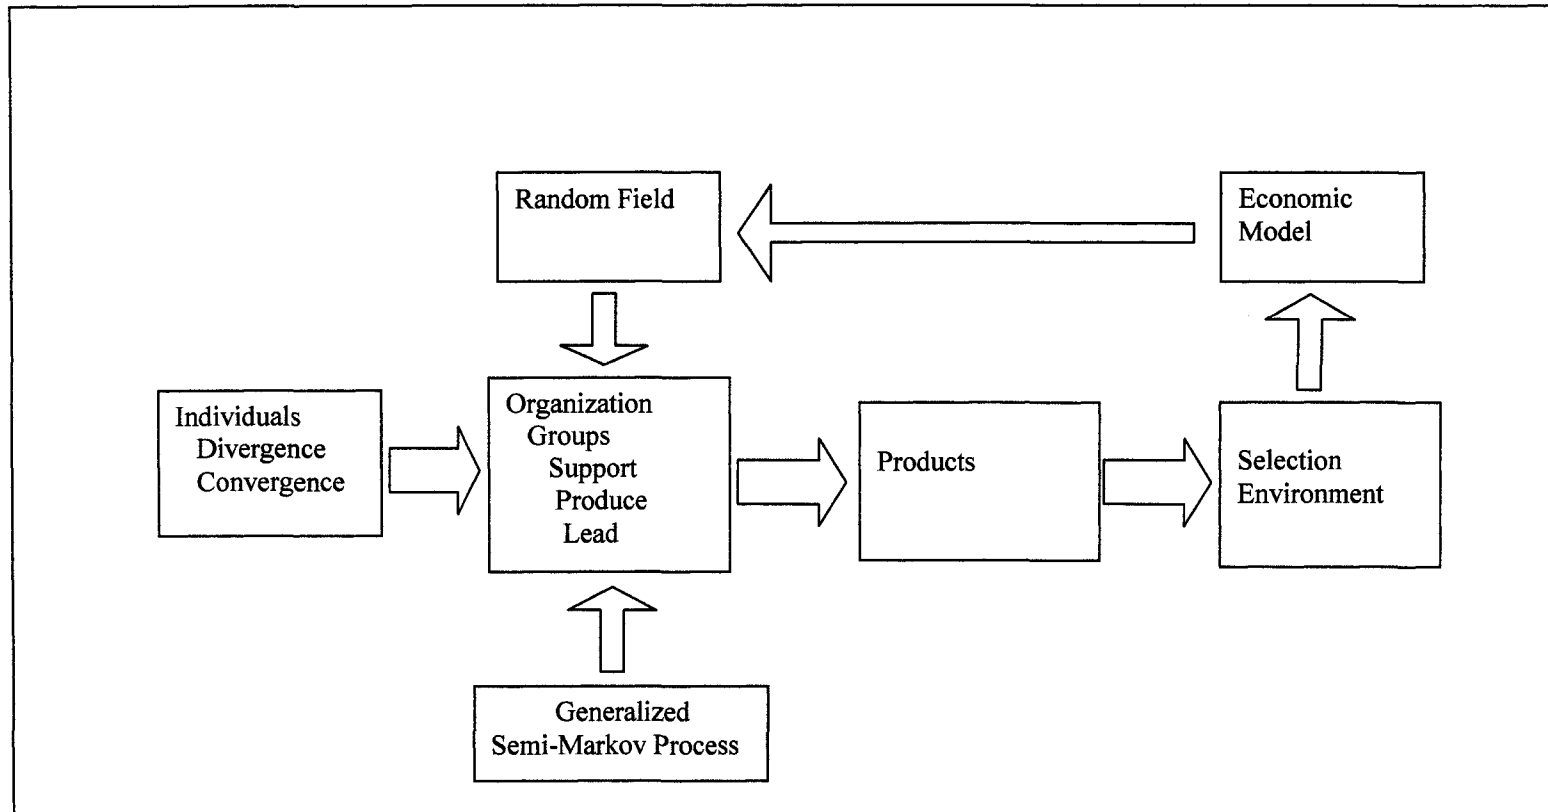 Random Field
Economic
Model
Individuals
Divergence
Convergence
Organization
Groups
Support
Produce
Lead
Products
Selection
Environment
Generalized
Semi-Markov Process